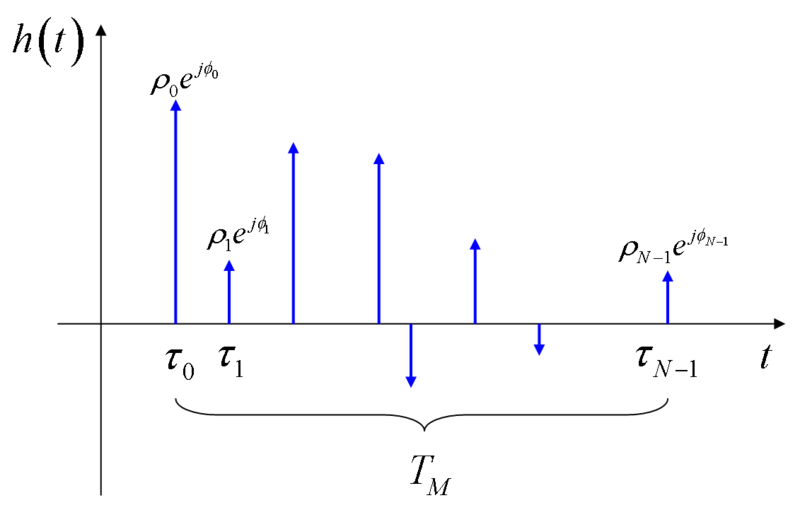 h(t)
ρ₀e^{jϕ₀}
ρ₁e^{jϕ₁}
ρ_{N−1}e^{jϕ_{N−1}}
τ₀ τ₁ τ_{N−1} t
T_M